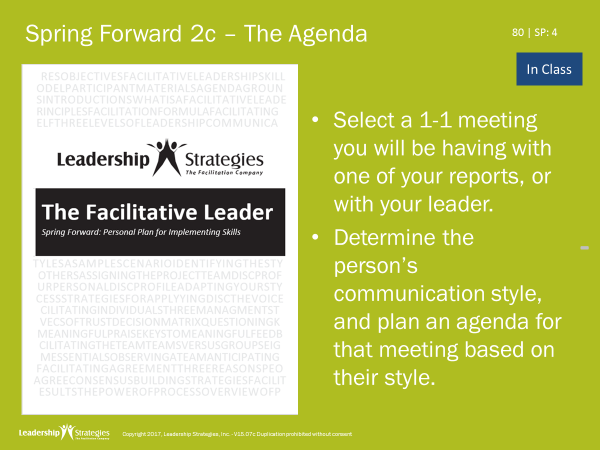 Spring Forward 2c – The Agenda
80 | SP: 4
In Class
RESOBJECTIVESFACILITATIVELEADERSHIPSKILL
ODELPARTICIPANTMATERIALSAGENDAGROUN
SINTRODUCTIONSWHATISAFACILITATIVELEADE
RINCIPLESFACILITATIONFORMULAFACILITATING
ELFTHREELEVELSOFLEADERSHIPCOMMUNICA
Leadership Strategies
The Facilitation Company
The Facilitative Leader
Spring Forward: Personal Plan for Implementing Skills
TYLESASAMPLESCENARIOIDENTIFYINGTHESTY
OTHERSASSIGNINGTHEPROJECTTEAMDISCPROF
URPERSONALDISCPROFILEADAPTINGYOURSTY
CESSSTRATEGIESFORAPPLYYINGDISCTHEVOICE
CILITATINGINDIVIDUALSTHREEMANAGMENTST
VECSOFTRUSTDECISIONMATRIXQUESTIONINGK
MEANINGFULPRAISEKEYSTOMEANINGFULFEEDB
CILITATINGTHETEAMTEAMSVERSUSGROUPSEIG
MESSENTIALSOBSERVINGATEAMANTICIPATING
FACILITATINGAGREEMENTTHREEREASONSPEO
AGREECONSENSUSBUILDINGSTRATEGIESFACILIT
ESULTSTHEPOWEROFPROCESSOVERVIEWOFP
• Select a 1-1 meeting
you will be having with
one of your reports, or
with your leader.
• Determine the
person's
communication style,
and plan an agenda for
that meeting based on
their style.
Leadership Strategies
The Facilitation Company
Copyright 2017, Leadership Strategies, Inc. - V15.07c Duplication prohibited without consent